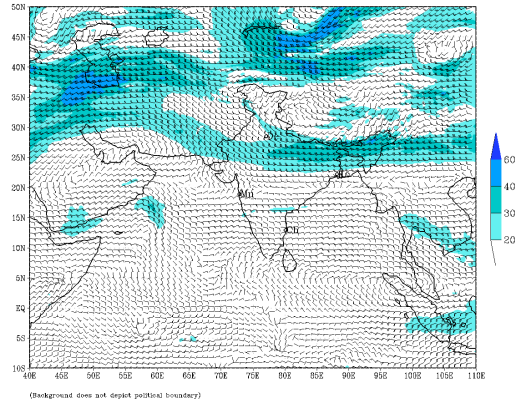 50N
45N
40N
35N
30N
25N
20N
15N
10N
5N
EQ
5S
10S
60
40
30
20
Mm
Ch
40E 45E 50E 55E 60E 65E 70E 75E 80E 85E 90E 95E 100E 105E 110E
(Background does not depict political boundary)